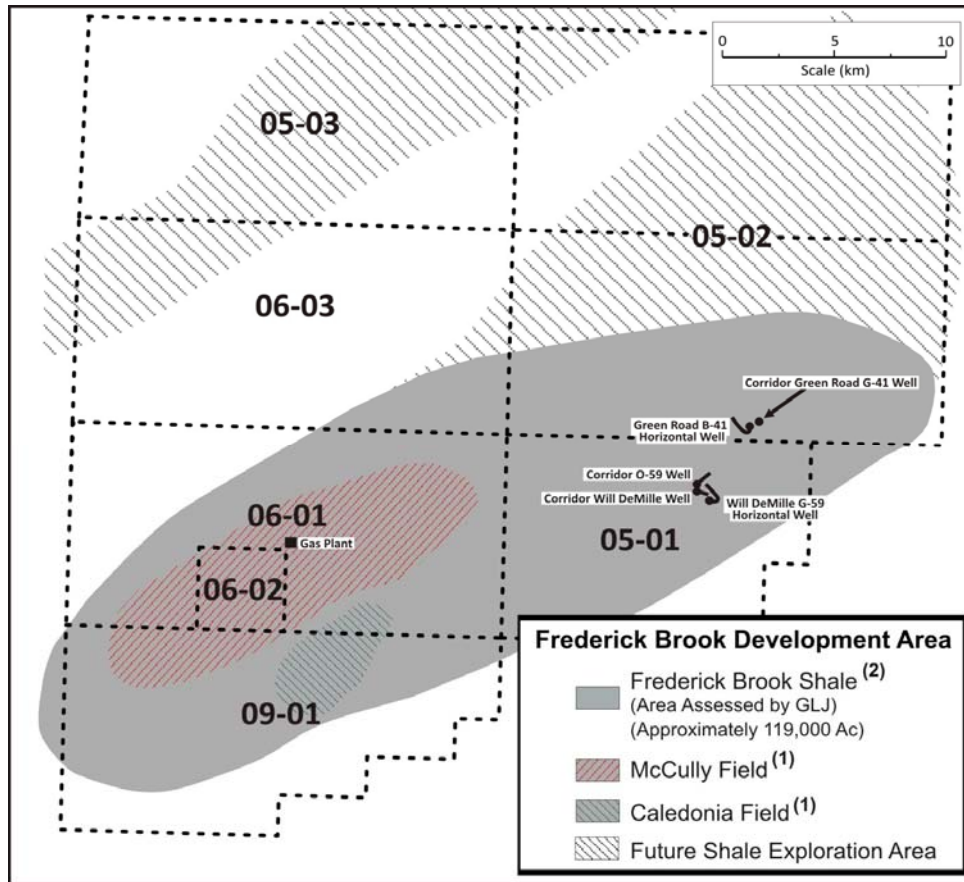 0 5 10
Scale (km)
05-03
05-02
06-03
Corridor Green Road G-41 Well
Green Road B-41
Horizontal Well
Corridor O-59 Well
Corridor Will DeMille Well
Will DeMille G-59
Horizontal Well
06-01
Gas Plant
05-01
06-02
09-01
Frederick Brook Development Area
Frederick Brook Shale (2)
(Area Assessed by GLJ)
(Approximately 119,000 Ac)
McCully Field (1)
Caledonia Field (1)
Future Shale Exploration Area